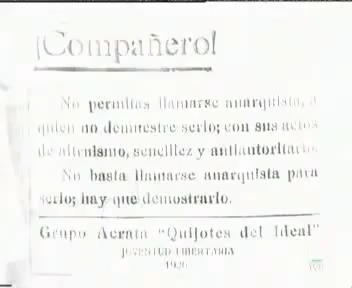 ¡Compañero!
No permitas llamarse anarquista, a
quien no demuestre serlo; con sus actos
de altruismo, sencillez y antiautoritario.
No basta llamarse anarquista para
serlo; hay que demostrarlo.
Grupo Acrata "Quijotes del Ideal"
JUVENTUD LIBERTARIA